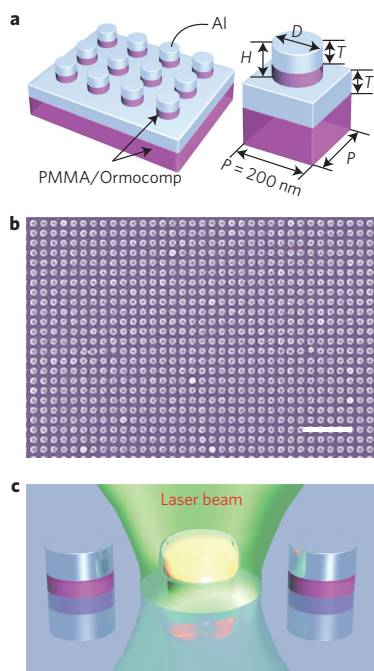 a
Al
D
H
T
T
P
P = 200 nm
PMMA/Ormocomp
b
c
Laser beam